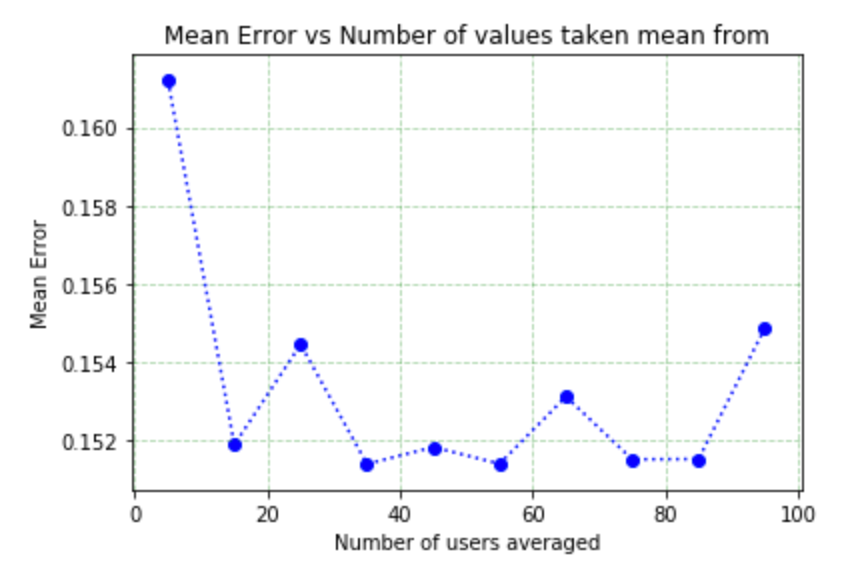 Mean Error vs Number of values taken mean from
0.160
0.158
0.156
0.154
0.152
Mean Error
0 20 40 60 80 100
Number of users averaged